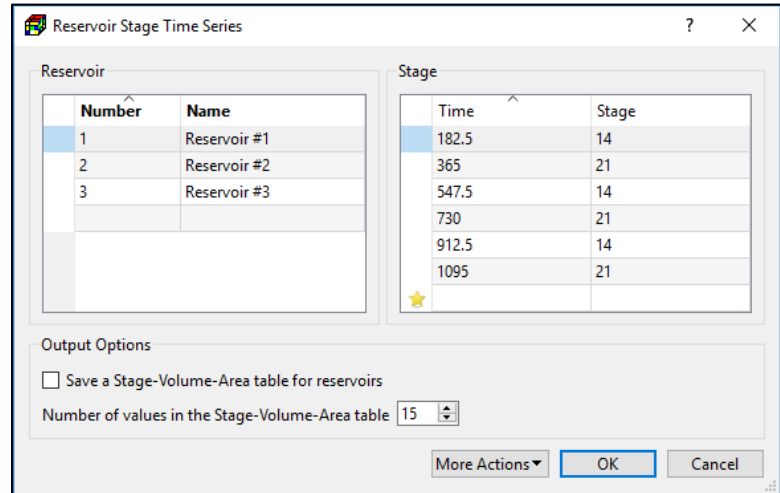 Reservoir Stage Time Series ?
Reservoir
Number Name
1 Reservoir #1
2 Reservoir #2
3 Reservoir #3
Stage
Time Stage
182.5 14
365 21
547.5 14
730 21
912.5 14
1095 21
Output Options
Save a Stage-Volume-Area table for reservoirs
Number of values in the Stage-Volume-Area table 15
More Actions OK Cancel